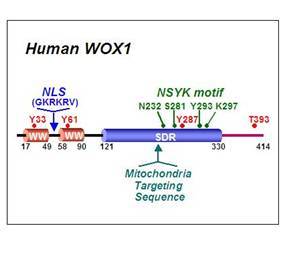 Human WOX1
NLS
(GKRKRV)
NSYK motif
N232 S281 Y293 K297
Y33 Y61 Y287 T393
WW WW SDR
17 49 58 90 121 330 414
Mitochondria
Targeting
Sequence